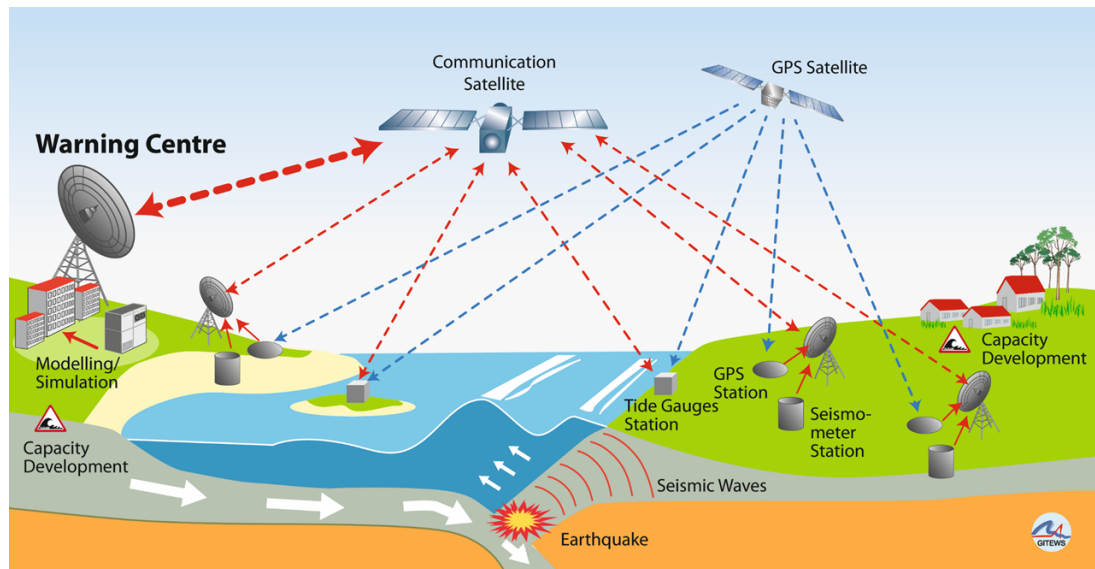 Communication
Satellite
GPS Satellite
Warning Centre
Modelling/
Simulation
Capacity
Development
GPS
Station
Tide Gauges
Station
Seismo-
meter
Station
Capacity
Development
Seismic Waves
Earthquake
GITEWS